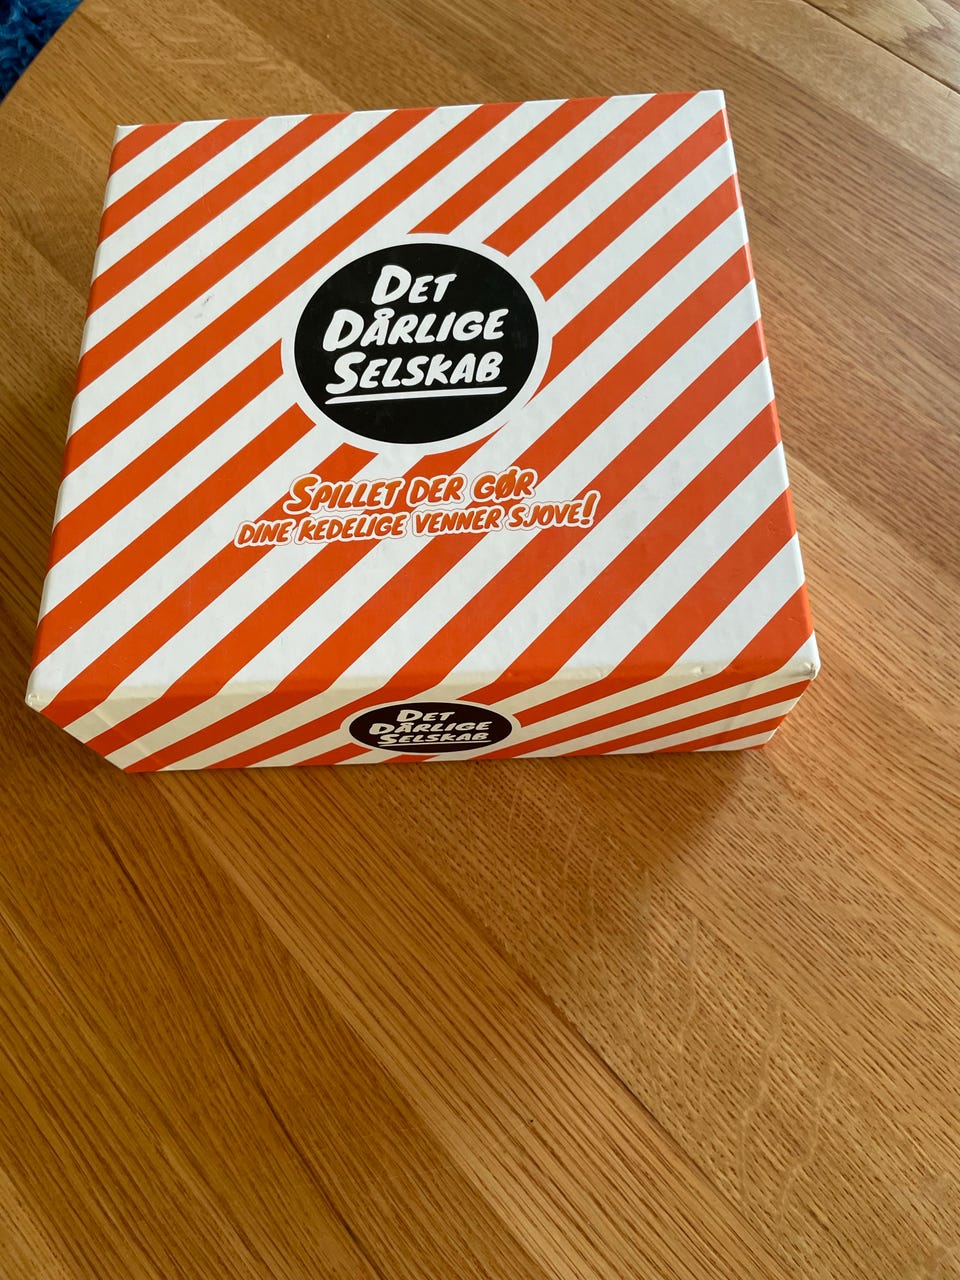 DET
DÅRLIGE
SELSKAB
SPILLET DER GØR
DINE KEDELIGE VENNER SJOVE!
DET
DÅRLIGE
SELSKAB